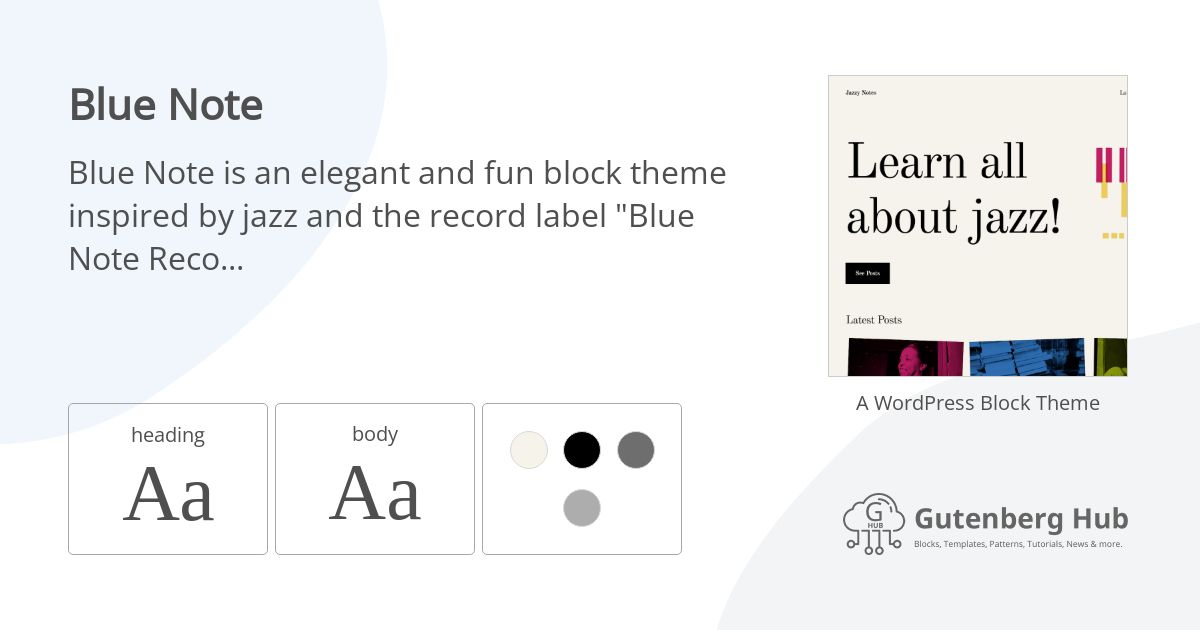 Blue Note
Blue Note is an elegant and fun block theme
inspired by jazz and the record label "Blue
Note Reco...
heading
Aa
body
Aa
Jazzy Notes
La
Learn all
about jazz!
See Posts
Latest Posts
A WordPress Block Theme
G
HUB
Gutenberg Hub
Blocks, Templates, Patterns, Tutorials, News & more.